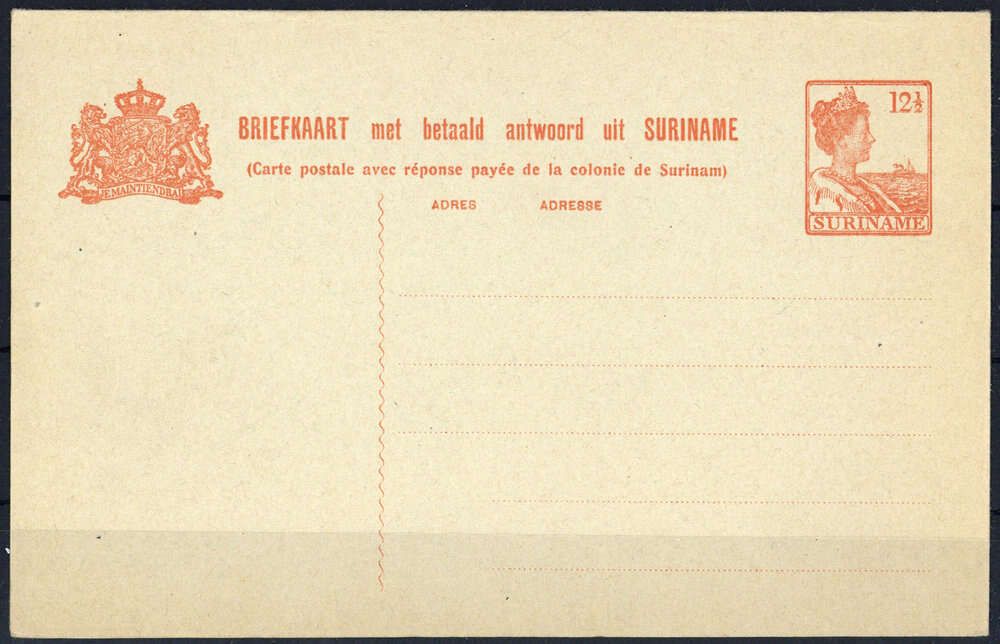 JE MAINTIENDRAI
BRIEFKAART met betaald antwoord uit SURINAME
(Carte postale avec réponse payée de la colonie de Surinam)
ADRES ADRESSE
12½
SURINAME